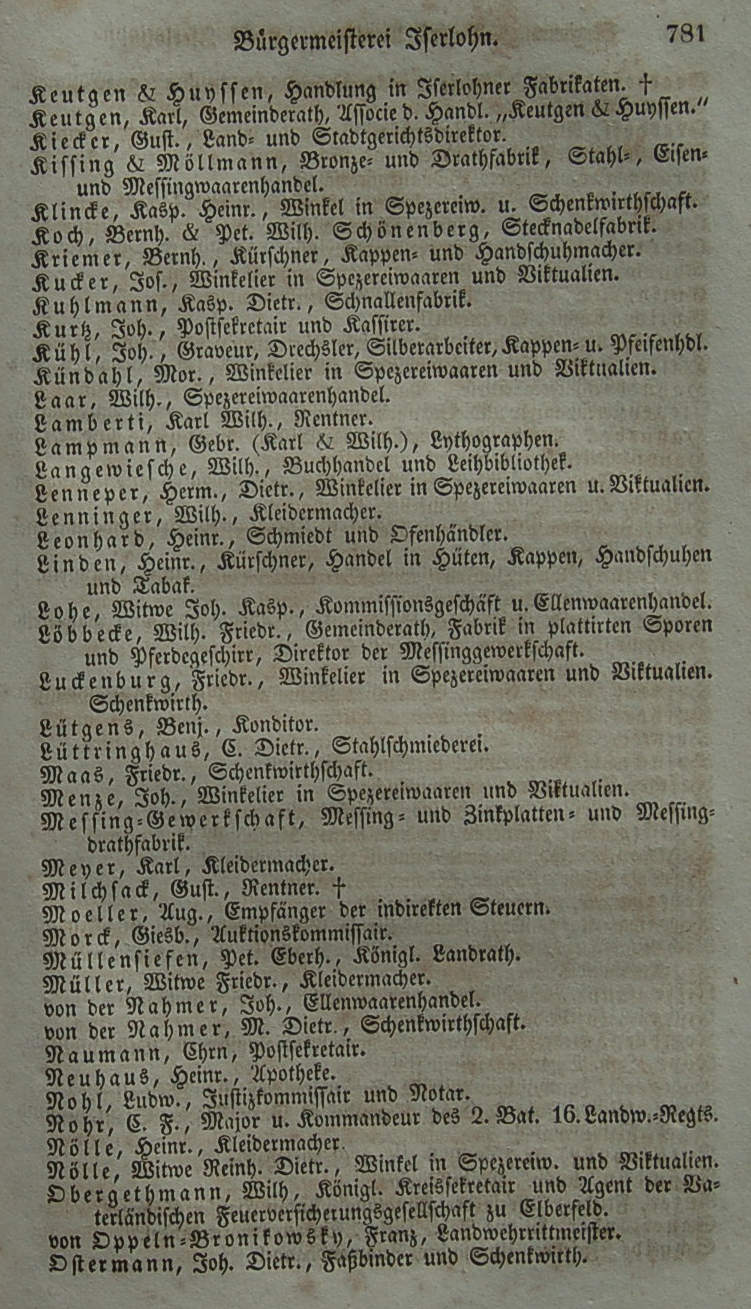 Bürgermeisterei Iserlohn. 781
Keutgen & Huyssen, Handlung in Iserlohner Fabrikaten. †
Keutgen, Karl, Gemeinderath, Associe d. Handl. „Keutgen & Huyssen.“
Kiecker, Gust., Land- und Stadtgerichtsdirektor.
Kissing & Möllmann, Bronze- und Drathfabrik, Stahl-, Eisen-
und Messingwaarenhandel.
Klincke, Kasp. Heinr., Winkel in Spezereiw. u. Schenkwirthschaft.
Koch, Bernh. & Pet. Wilh. Schönenberg, Stecknadelfabrik.
Kriemer, Bernh., Kürschner, Kappen- und Handschuhmacher.
Kucker, Jos., Winkelier in Spezereiwaaren und Viktualien.
Kuhlmann, Kasp. Dietr., Schnallenfabrik.
Kurtz, Joh., Postsekretair und Kassirer.
Kühl, Joh., Graveur, Drechsler, Silberarbeiter, Kappen- u. Pfeifenhdl.
Kündahl, Mor., Winkelier in Spezereiwaaren und Viktualien.
Laar, Wilh., Spezereiwaarenhandel.
Lamberti, Karl Wilh., Rentner.
Lampmann, Gebr. (Karl & Wilh.), Lythographen.
Langewiesche, Wilh., Buchhandel und Leihbibliothek.
Lenneper, Herm., Dietr., Winkelier in Spezereiwaaren u. Viktualien.
Lenninger, Wilh., Kleidermacher.
Leonhard, Heinr., Schmiedt und Ofenhändler.
Linden, Heinr., Kürschner, Handel in Hüten, Kappen, Handschuhen
und Tabak.
Lohe, Witwe Joh. Kasp., Kommissionsgeschäft u. Ellenwaarenhandel.
Löbbecke, Wilh. Friedr., Gemeinderath, Fabrik in plattirten Sporen
und Pferdegeschirr, Direktor der Messinggewerkschaft.
Luckenburg, Friedr., Winkelier in Spezereiwaaren und Viktualien.
Schenkwirth.
Lütgens, Benj., Konditor.
Lüttringhaus, C. Dietr., Stahlschmiederei.
Maas, Friedr., Schenkwirthschaft.
Menze, Joh., Winkelier in Spezereiwaaren und Viktualien.
Messing-Gewerkschaft, Messing- und Zinkplatten- und Messing-
drathfabrik.
Meyer, Karl, Kleidermacher.
Milchsack, Gust., Rentner. †
Moeller, Aug., Empfänger der indirekten Steuern.
Morck, Giesb., Auktionskommissair.
Müllensiefen, Pet. Eberh., Königl. Landrath.
Müller, Witwe Friedr., Kleidermacher.
von der Nahmer, Joh., Ellenwaarenhandel.
von der Nahmer, M. Dietr., Schenkwirthschaft.
Naumann, Chrn, Postsekretair.
Neuhaus, Heinr., Apotheke.
Nohl, Ludw., Justizkommissair und Notar.
Nohr, C. F., Major u. Kommandeur des 2. Bat. 16. Landw.-Regts.
Nölle, Heinr., Kleidermacher.
Nölle, Witwe Reinh. Dietr., Winkel in Spezereiw. und Viktualien.
Obergethmann, Wilh, Königl. Kreissekretair und Agent der Va-
terländischen Feuerversicherungsgesellschaft zu Elberfeld.
von Oppeln-Bronikowsky, Franz, Landwehrrittmeister.
Ostermann, Joh. Dietr., Faßbinder und Schenkwirth.